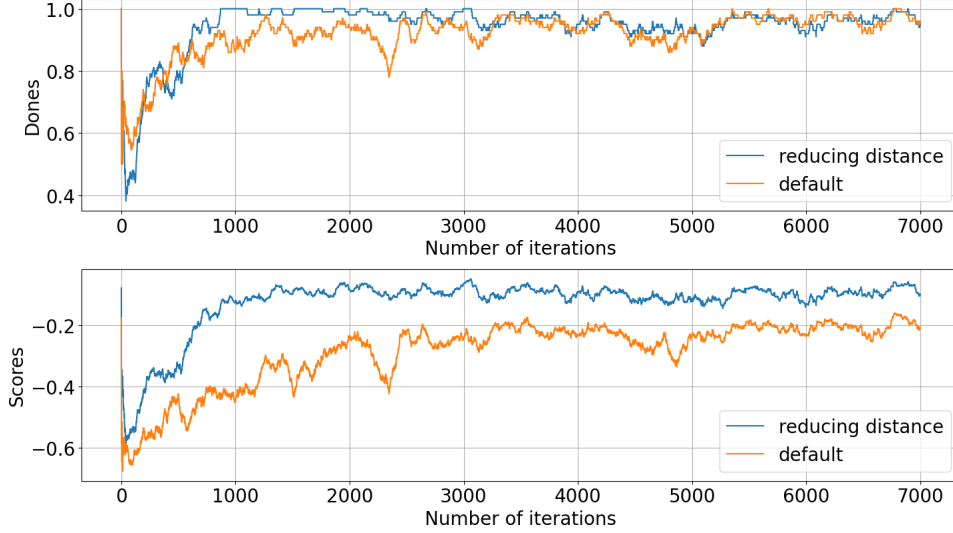 1.0
0.8
0.6
0.4
Dones
reducing distance
default
0 1000 2000 3000 4000 5000 6000 7000
Number of iterations
−0.2
−0.4
−0.6
Scores
reducing distance
default
0 1000 2000 3000 4000 5000 6000 7000
Number of iterations